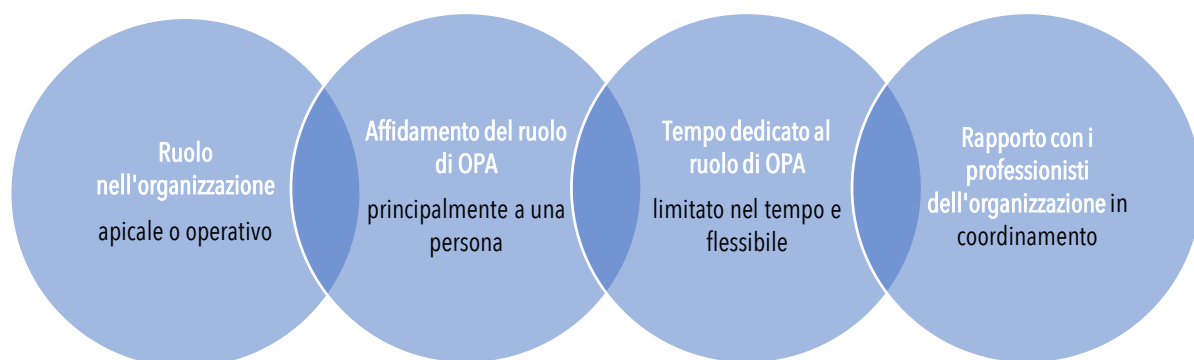 Ruolo
nell'organizzazione
apicale o operativo
Affidamento del ruolo
di OPA
principalmente a una
persona
Tempo dedicato al
ruolo di OPA
limitato nel tempo e
flessibile
Rapporto con i
professionisti
dell'organizzazione in
coordinamento